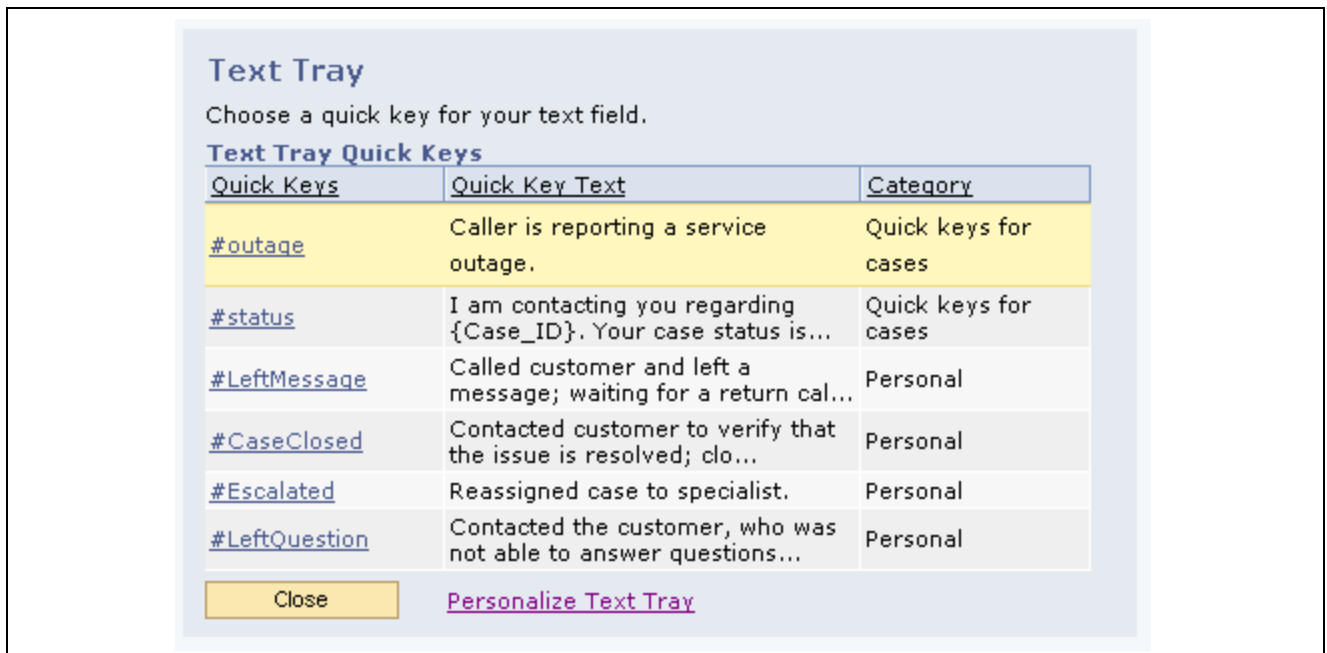 Text Tray
Choose a quick key for your text field.
Text Tray Quick Keys
Quick Keys Quick Key Text Category
#outage Caller is reporting a service outage. Quick keys for cases
#status I am contacting you regarding {Case_ID}. Your case status is... Quick keys for cases
#LeftMessage Called customer and left a message; waiting for a return cal... Personal
#CaseClosed Contacted customer to verify that the issue is resolved; clo... Personal
#Escalated Reassigned case to specialist. Personal
#LeftQuestion Contacted the customer, who was not able to answer questions... Personal
Close Personalize Text Tray